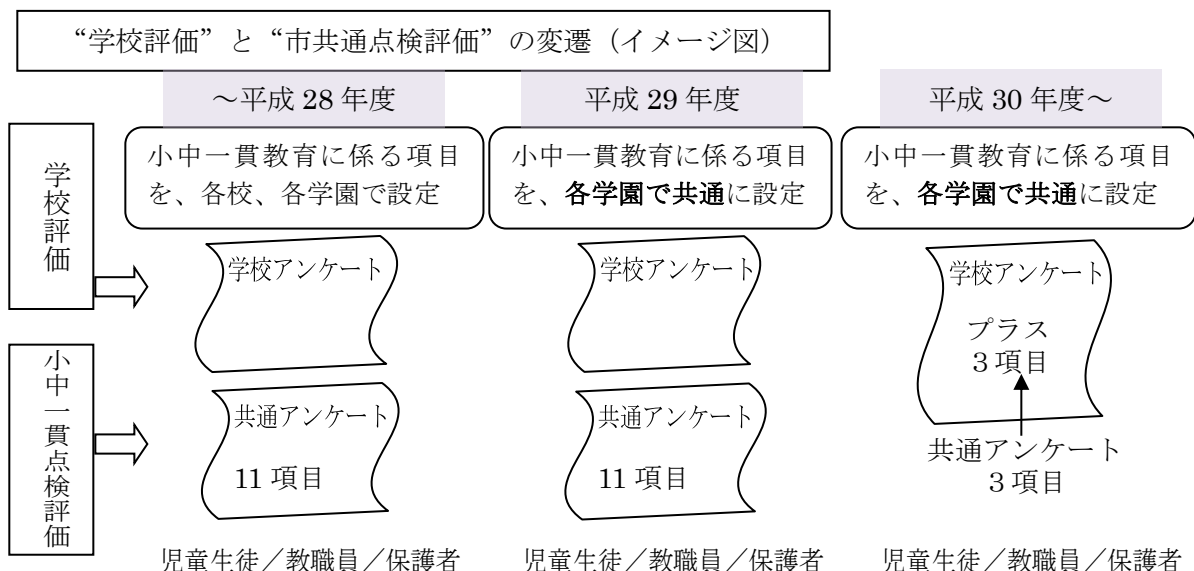 “学校評価”と“市共通点検評価”の変遷（イメージ図）
～平成 28 年度
平成 29 年度
平成 30 年度～
学校評価
小中一貫教育に係る項目
を、各校、各学園で設定
小中一貫教育に係る項目
を、各学園で共通に設定
小中一貫教育に係る項目
を、各学園で共通に設定
学校アンケート
学校アンケート
学校アンケート
プラス
３項目
小中一貫点検評価
共通アンケート
11 項目
共通アンケート
11 項目
共通アンケート
３項目
児童生徒／教職員／保護者
児童生徒／教職員／保護者
児童生徒／教職員／保護者